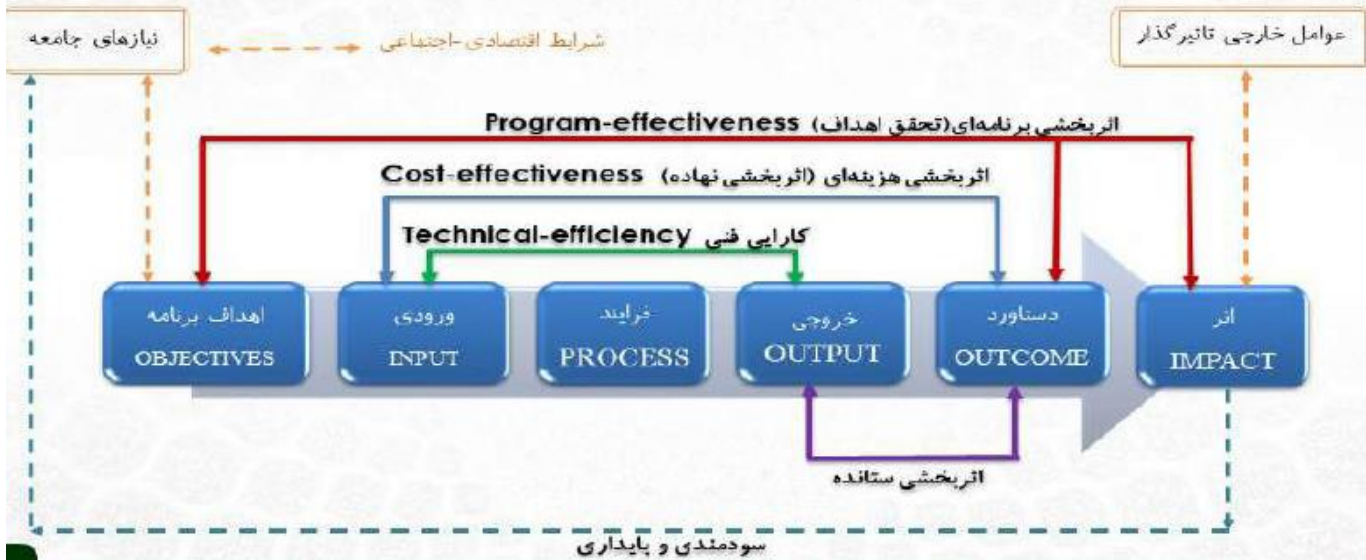 نیازهای جامعه
شرایط اقتصادی-اجتماعی
عوامل خارجی تاثیرگذار
اثربخشی برنامه‌ای(تحقق اهداف) Program-effectiveness
اثربخشی هزینه‌ای (اثربخشی نهاده) Cost-effectiveness
کارایی فنی Technical-efficiency
اهداف برنامه
OBJECTIVES
ورودی
INPUT
فرایند
PROCESS
خروجی
OUTPUT
دستاورد
OUTCOME
اثر
IMPACT
اثربخشی ستانده
سودمندی و پایداری